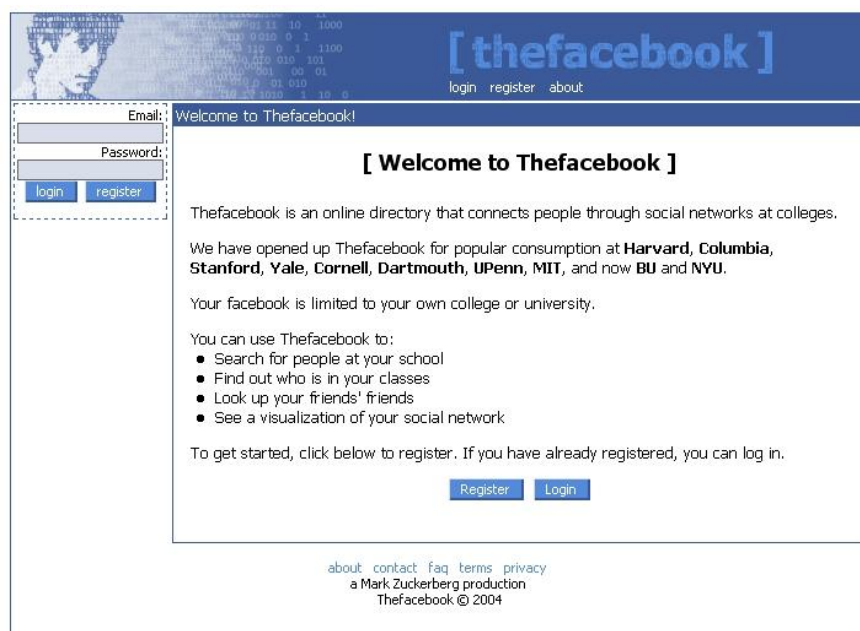 [ thefacebook ]
login register about
Email:
Password:
login register
Welcome to Thefacebook!
[ Welcome to Thefacebook ]
Thefacebook is an online directory that connects people through social networks at colleges.
We have opened up Thefacebook for popular consumption at Harvard, Columbia,
Stanford, Yale, Cornell, Dartmouth, UPenn, MIT, and now BU and NYU.
Your facebook is limited to your own college or university.
You can use Thefacebook to:
• Search for people at your school
• Find out who is in your classes
• Look up your friends' friends
• See a visualization of your social network
To get started, click below to register. If you have already registered, you can log in.
Register Login
about contact faq terms privacy
a Mark Zuckerberg production
Thefacebook © 2004